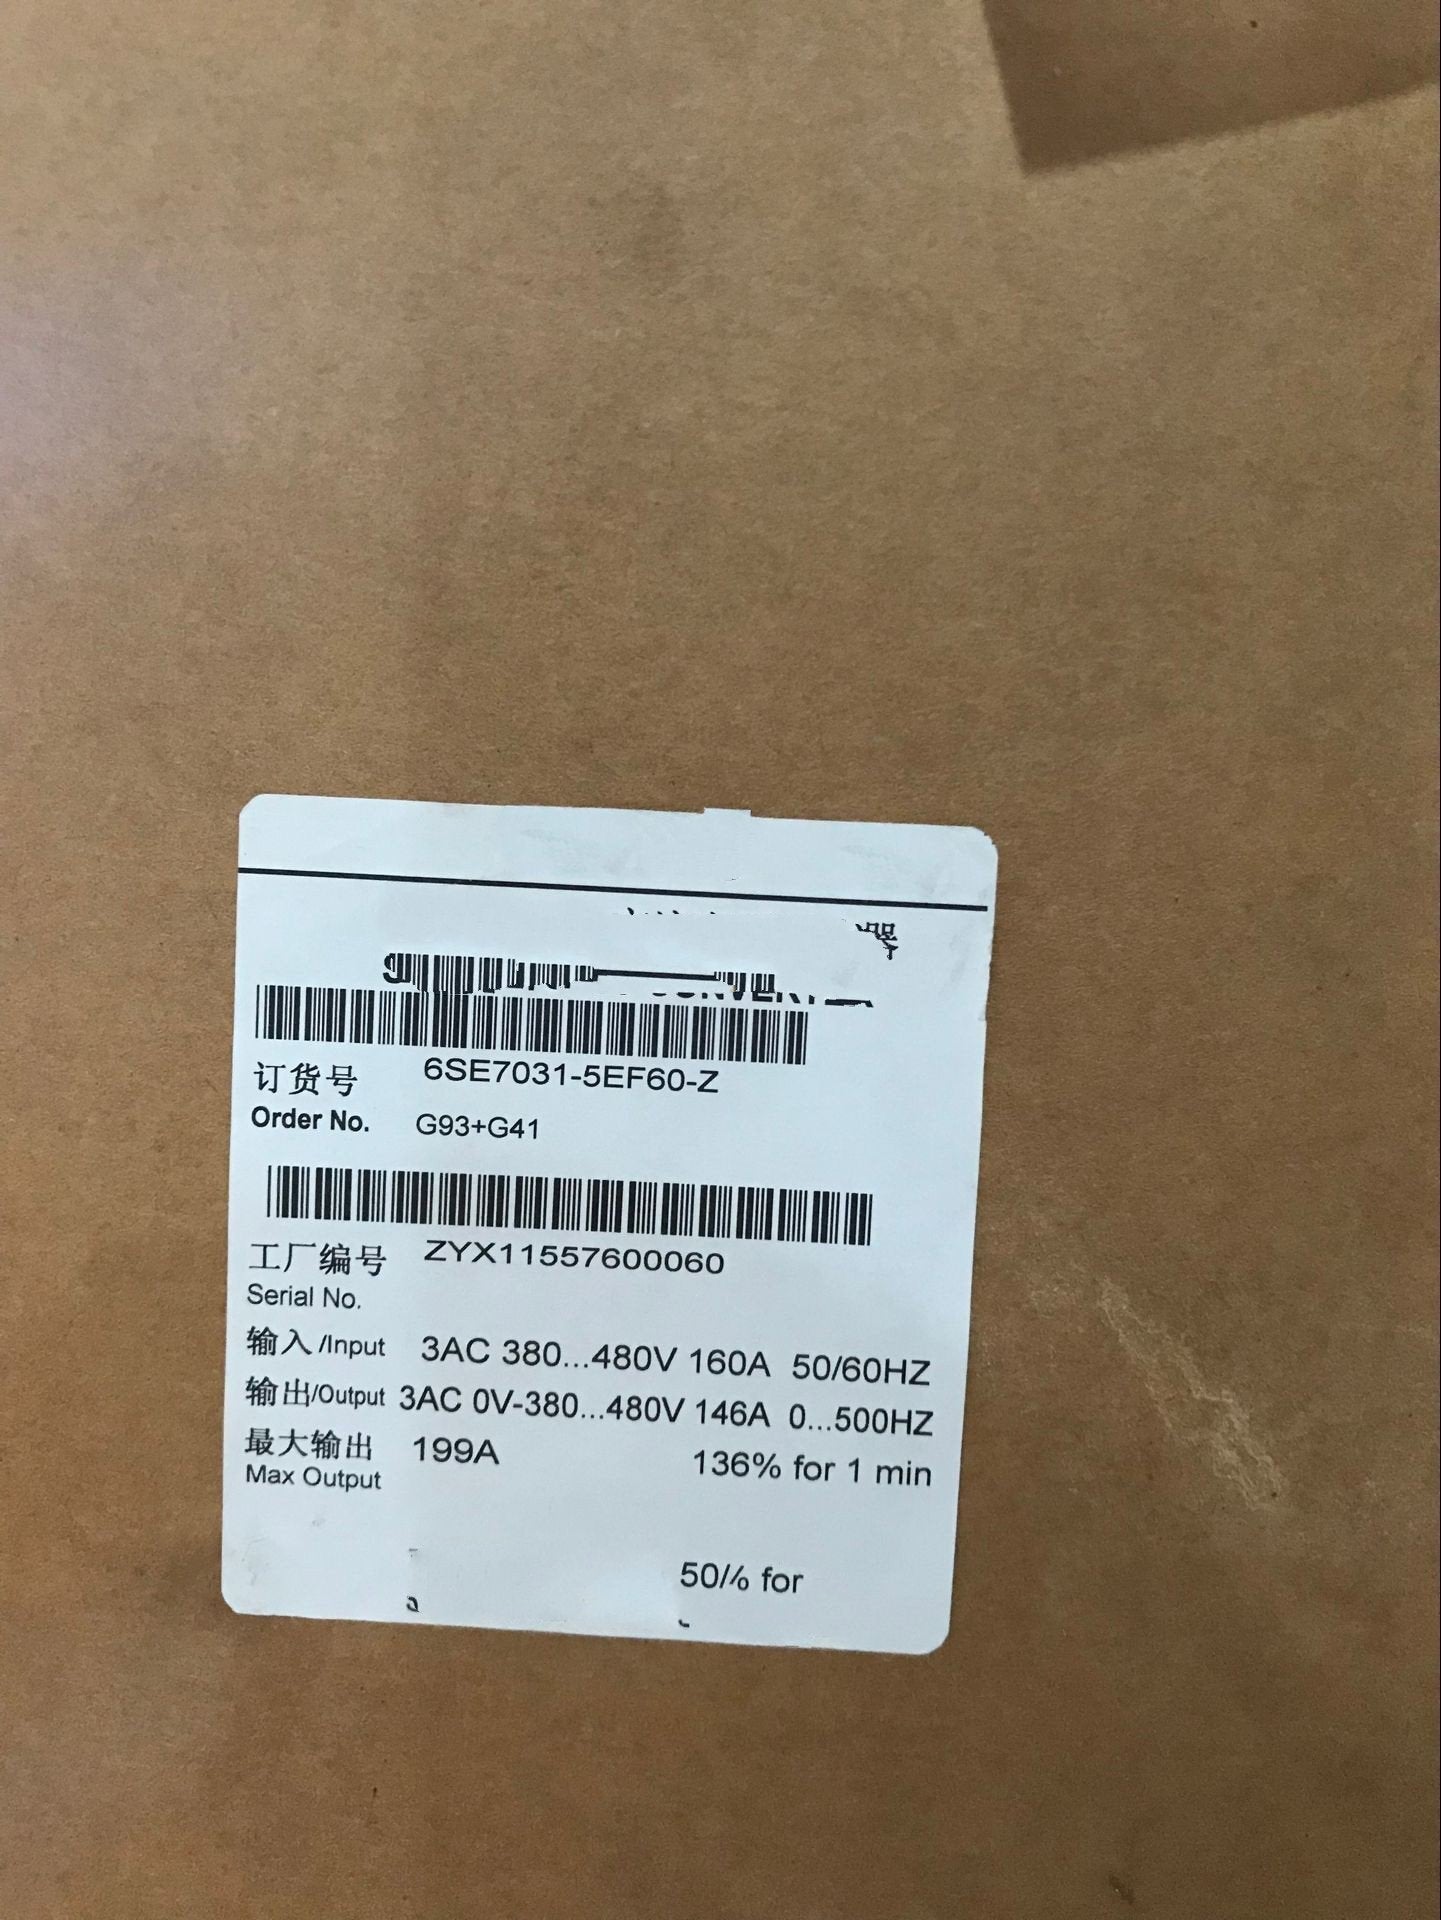 器
订货号 6SE7031-5EF60-Z
Order No. G93+G41
工厂编号 ZYX11557600060
Serial No.
输入/Input 3AC 380...480V 160A 50/60HZ
输出/Output 3AC 0V-380...480V 146A 0...500HZ
最大输出 199A 136% for 1 min
Max Output
for